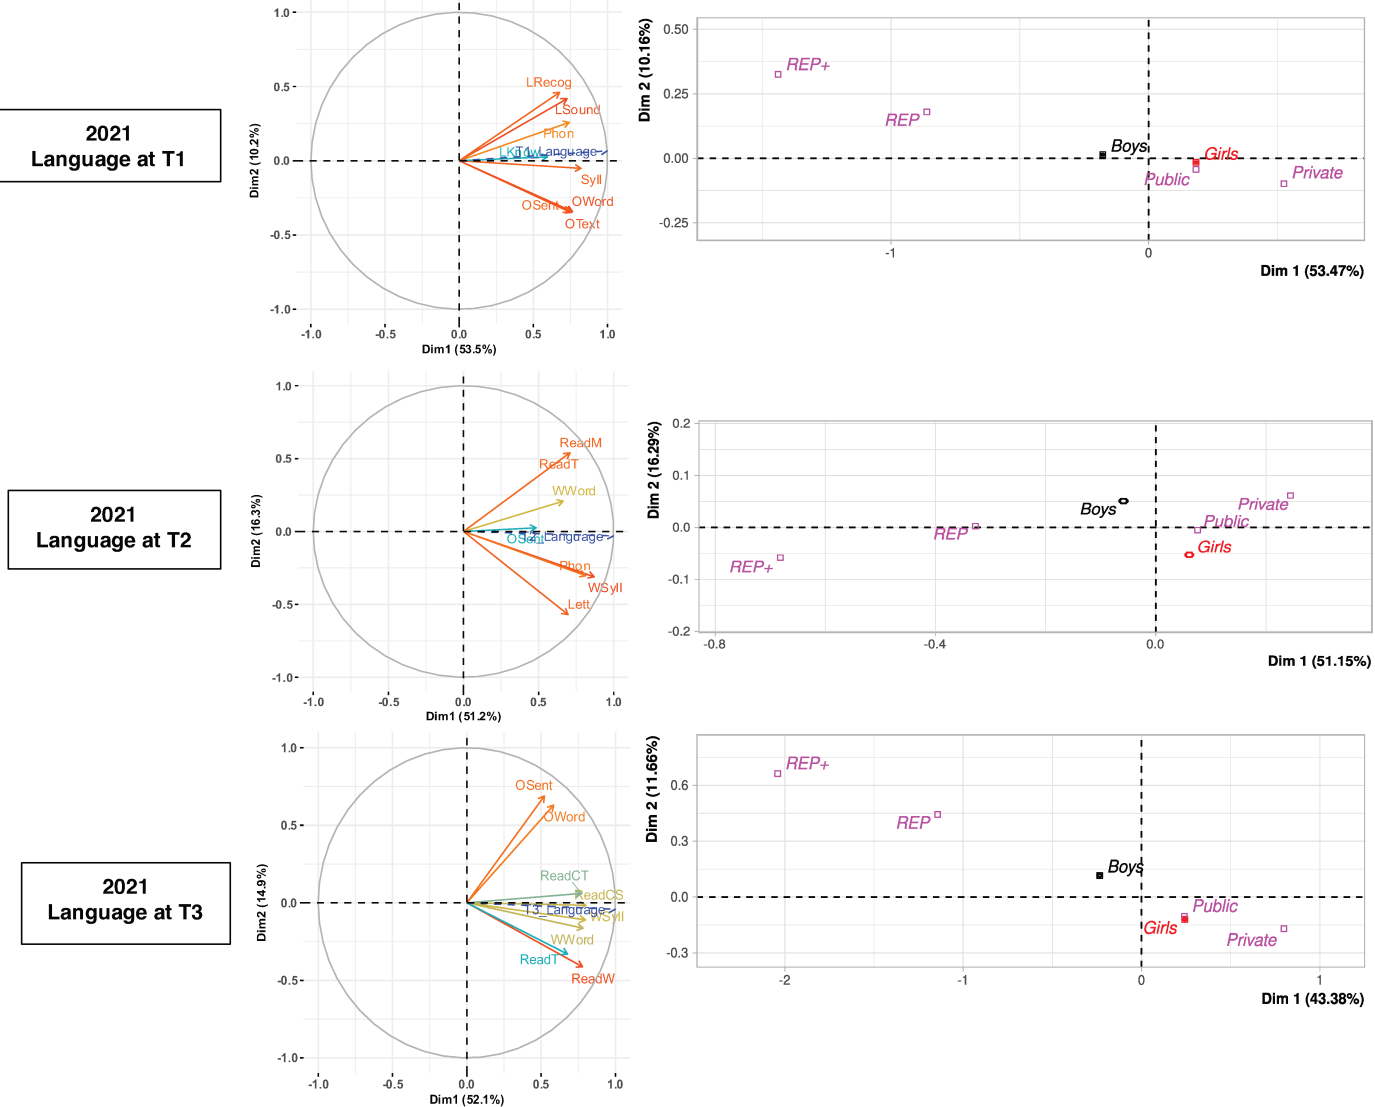 2021
Language at T1
1.0
0.5
0.0
-0.5
-1.0
Dim2 (10.2%)
LRecog
LSound
Phon
LKnow
T1_Language
Syll
OSent
OWord
OText
-1.0
-0.5
0.0
0.5
1.0
Dim1 (53.5%)
0.50
0.25
0.00
-0.25
Dim 2 (10.16%)
REP+
REP
Boys
Girls
Public
Private
-1
0
Dim 1 (53.47%)
2021
Language at T2
1.0
0.5
0.0
-0.5
-1.0
Dim2 (16.3%)
ReadM
ReadT
WWord
OSent
Language
Phon
WSyll
Lett
-1.0
-0.5
0.0
0.5
1.0
Dim1 (51.2%)
0.2
0.1
0.0
-0.1
-0.2
Dim 2 (16.29%)
Boys
Private
Public
REP
Girls
REP+
-0.8
-0.4
0.0
Dim 1 (51.15%)
2021
Language at T3
1.0
0.5
0.0
-0.5
-1.0
Dim2 (14.9%)
OSent
OWord
ReadCT
ReadCS
T3_Language
WSyll
WWord
ReadT
ReadW
-1.0
-0.5
0.0
0.5
1.0
Dim1 (52.1%)
0.6
0.3
0.0
-0.3
Dim 2 (11.66%)
REP+
REP
Boys
Public
Girls
Private
-2
-1
0
1
Dim 1 (43.38%)